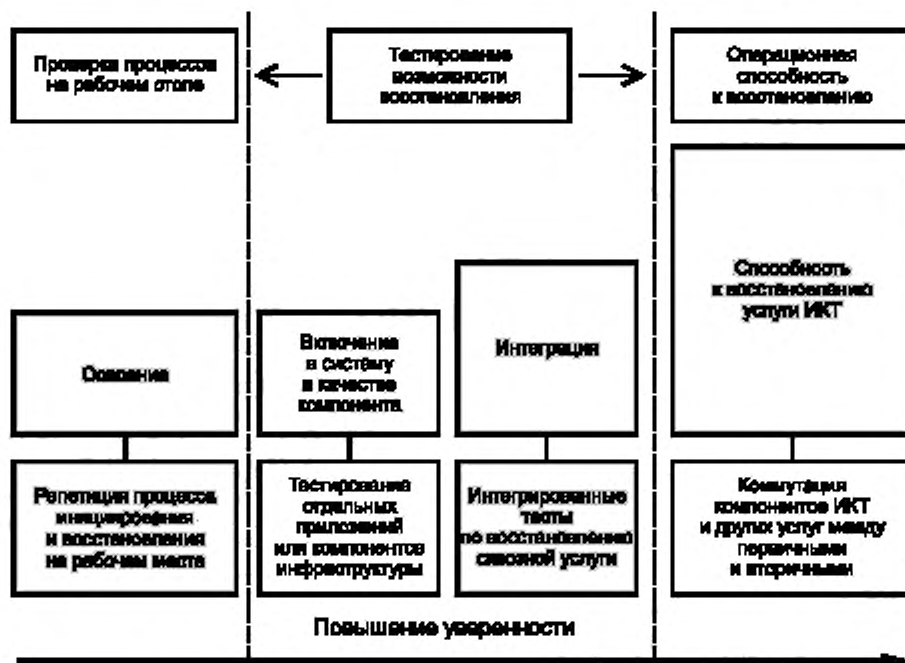 Проверка процессов
на рабочем столе
Тестирование
возможности
восстановления
Операционная
способность
к восстановлению
Способность
к восстановлению
услуги ИКТ
Интеграция
Включение
в систему
в качестве
компонента
Освоение
Репетиция процесса
инициирования
и восстановления
на рабочем месте
Тестирование
отдельных
приложений
или компонентов
инфраструктуры
Интегрированные
тесты
по восстановлению
сквозной услуги
Коммутация
компонентов ИКТ
и других услуг между
первичными
и вторичными
Повышение уверенности